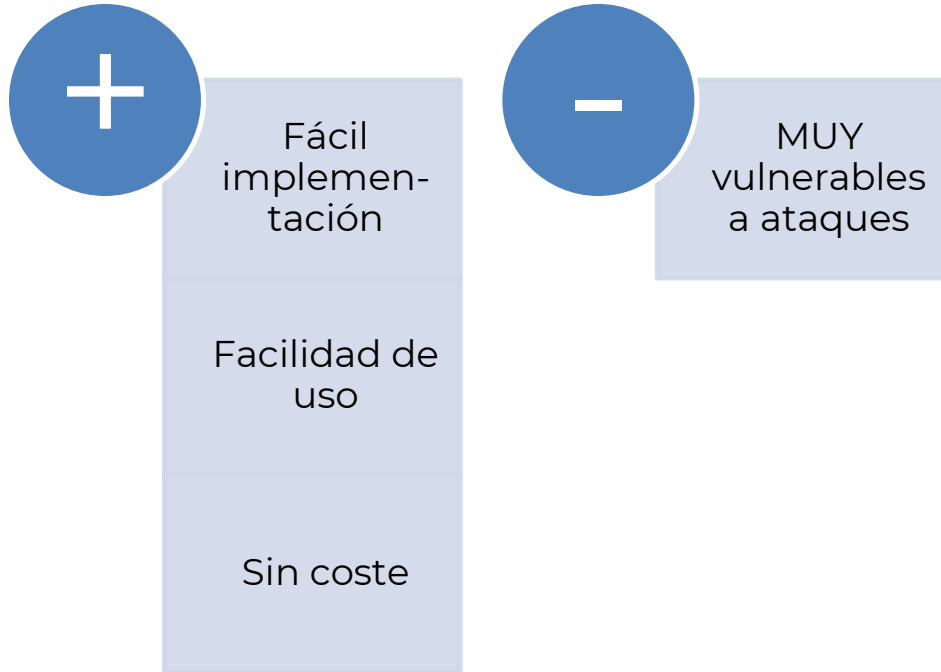 +
Fácil
implemen-
tación
Facilidad de
uso
Sin coste
-
MUY
vulnerables
a ataques